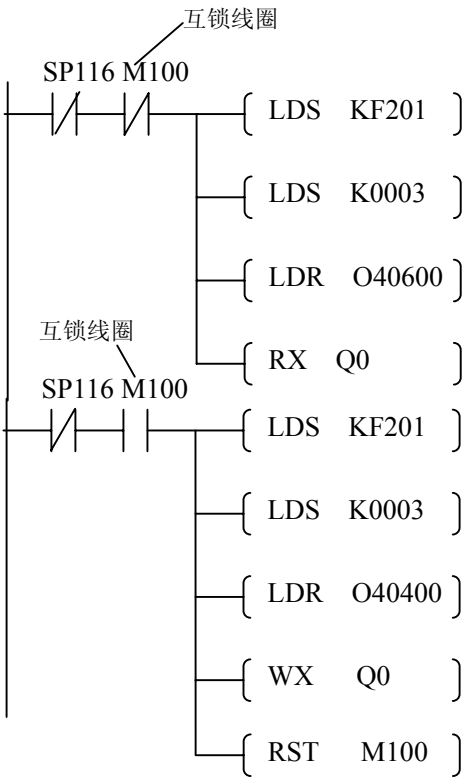 互锁线圈
SP116 M100
LDS KF201
LDS K0003
LDR O40600
RX Q0
互锁线圈
SP116 M100
LDS KF201
LDS K0003
LDR O40400
WX Q0
RST M100